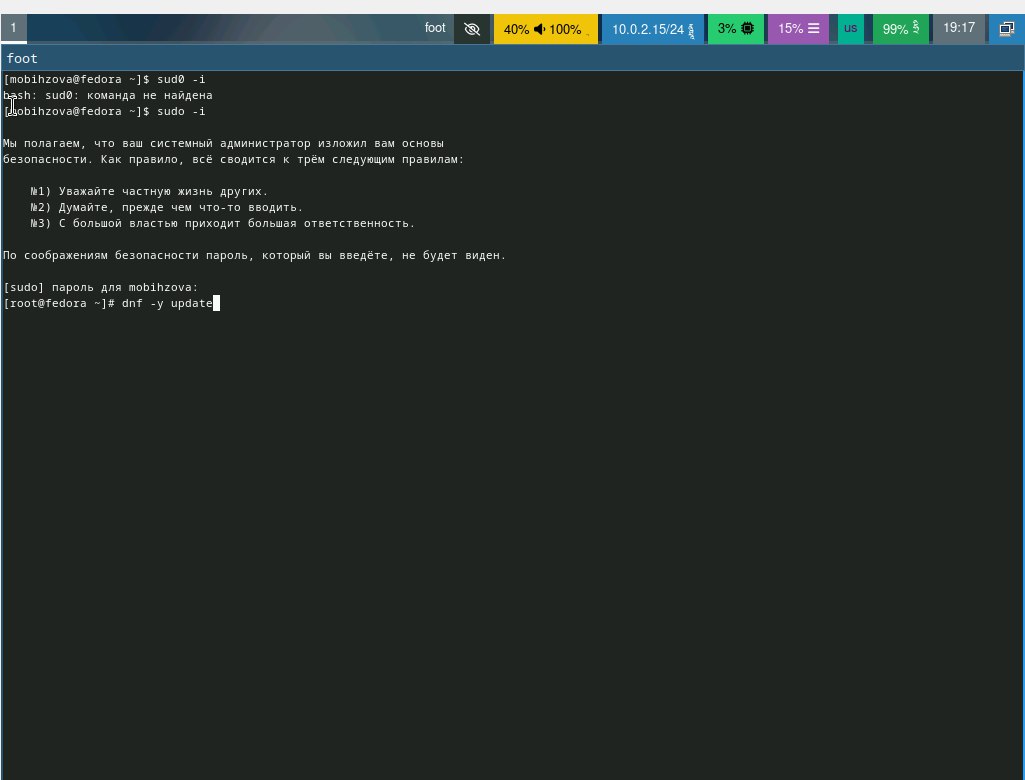 1 foot 40% 100% 10.0.2.15/24 3% 15% us 99% 19:17
foot
[mobihzova@fedora ~]$ sud0 -i
bash: sud0: команда не найдена
[mobihzova@fedora ~]$ sudo -i
Мы полагаем, что ваш системный администратор изложил вам основы
безопасности. Как правило, всё сводится к трём следующим правилам:
№1) Уважайте частную жизнь других.
№2) Думайте, прежде чем что-то вводить.
№3) С большой властью приходит большая ответственность.
По соображениям безопасности пароль, который вы введёте, не будет виден.
[sudo] пароль для mobihzova:
[root@fedora ~]# dnf -y update